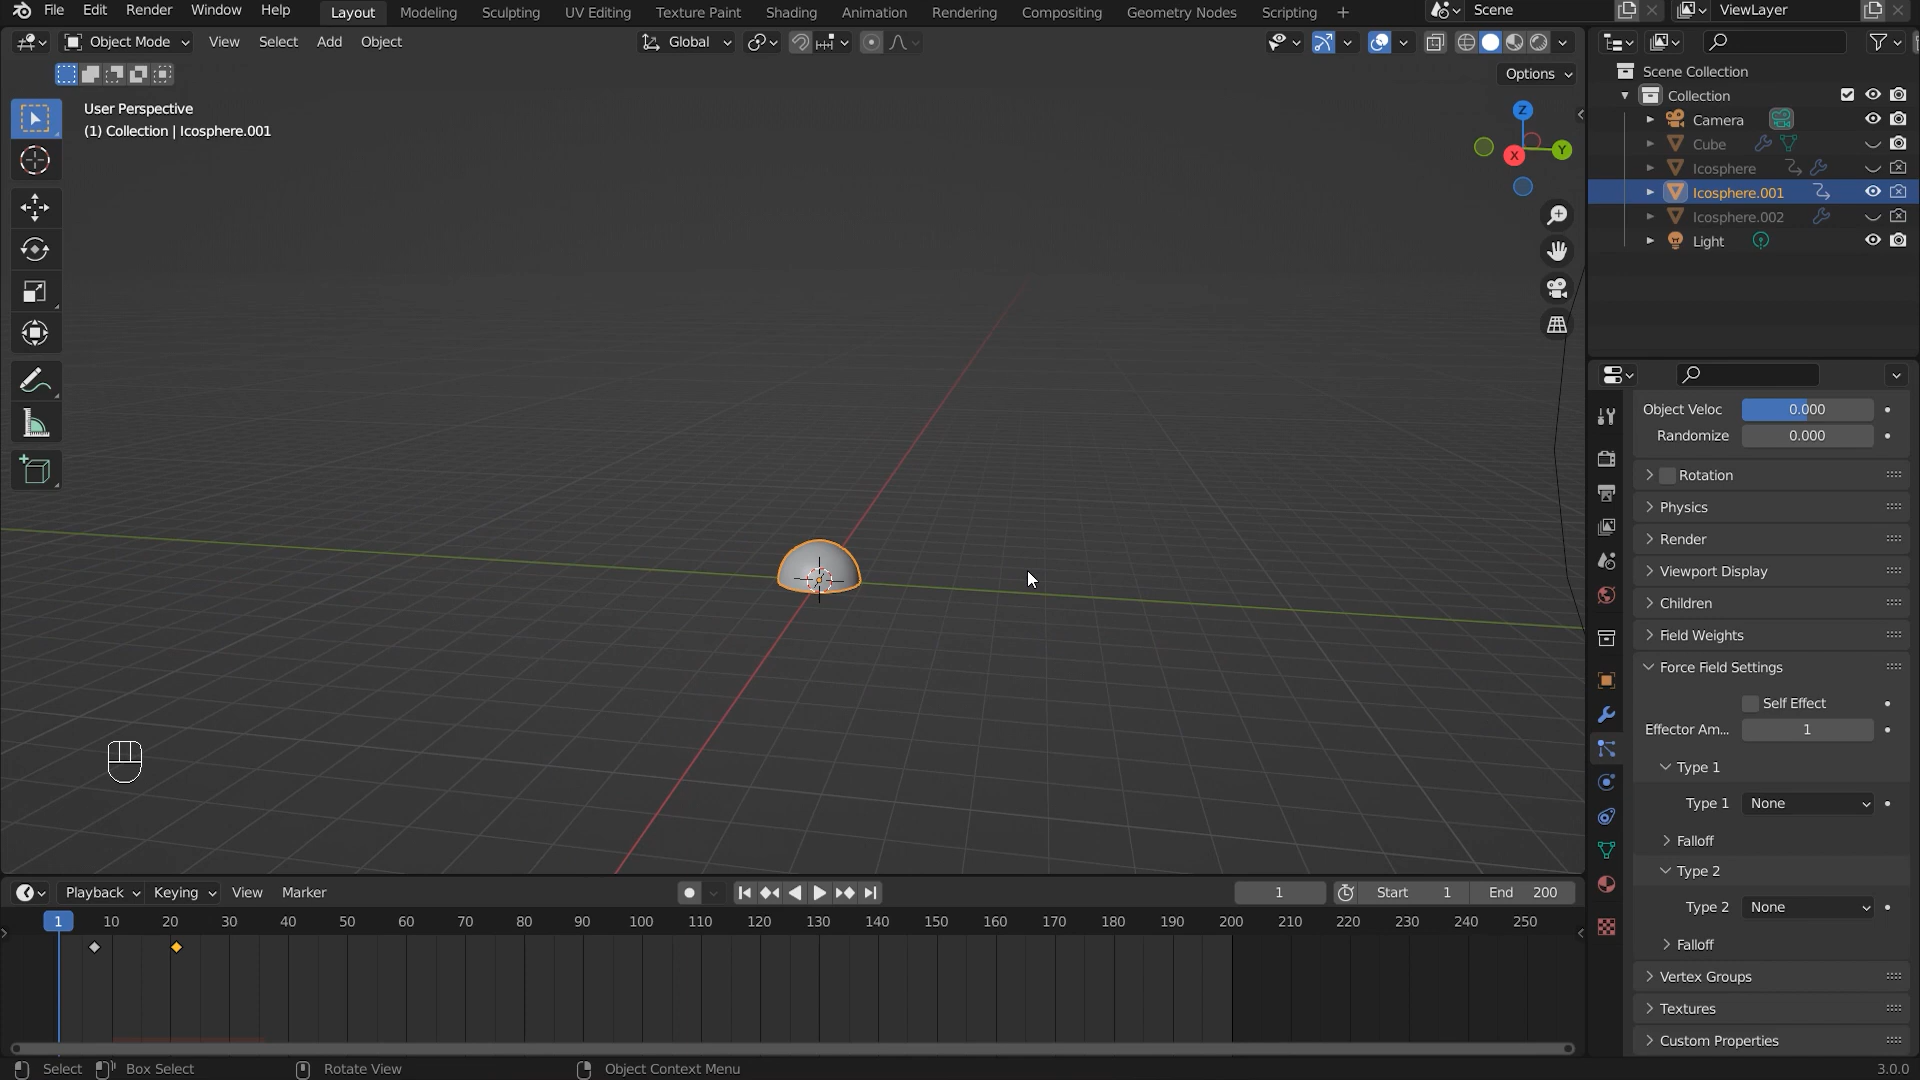 File Edit Render Window Help Layout Modeling Sculpting UV Editing Texture Paint Shading Animation Rendering Compositing Geometry Nodes Scripting + Scene ViewLayer
Object Mode View Select Add Object Global
Options
User Perspective
(1) Collection | Icosphere.001
Z
Y
X
Scene Collection
Collection
Camera
Cube
Icosphere
Icosphere.001
Icosphere.002
Light
Object Veloc 0.000
Randomize 0.000
Rotation
Physics
Render
Viewport Display
Children
Field Weights
Force Field Settings
Self Effect
Effector Am... 1
Type 1
Type 1 None
Falloff
Type 2
Type 2 None
Falloff
Vertex Groups
Textures
Custom Properties
Playback Keying View Marker 1 Start 1 End 200
1 10 20 30 40 50 60 70 80 90 100 110 120 130 140 150 160 170 180 190 200 210 220 230 240 250
Select Box Select Rotate View Object Context Menu 3.0.0